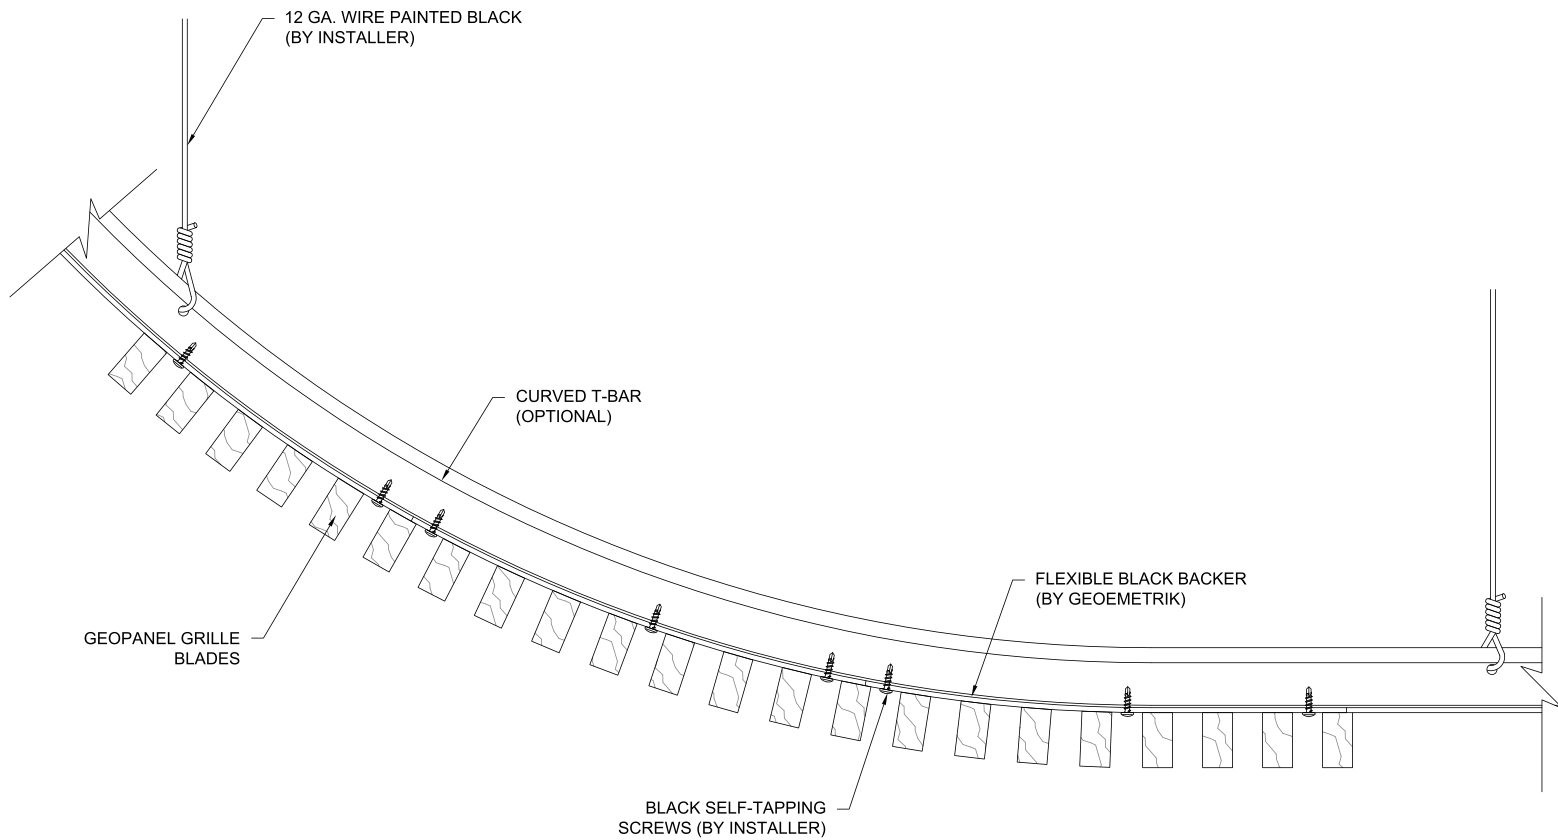 12 GA. WIRE PAINTED BLACK
(BY INSTALLER)
CURVED T-BAR
(OPTIONAL)
FLEXIBLE BLACK BACKER
(BY GEOEMETRIK)
GEOPANEL GRILLE
BLADES
BLACK SELF-TAPPING
SCREWS (BY INSTALLER)